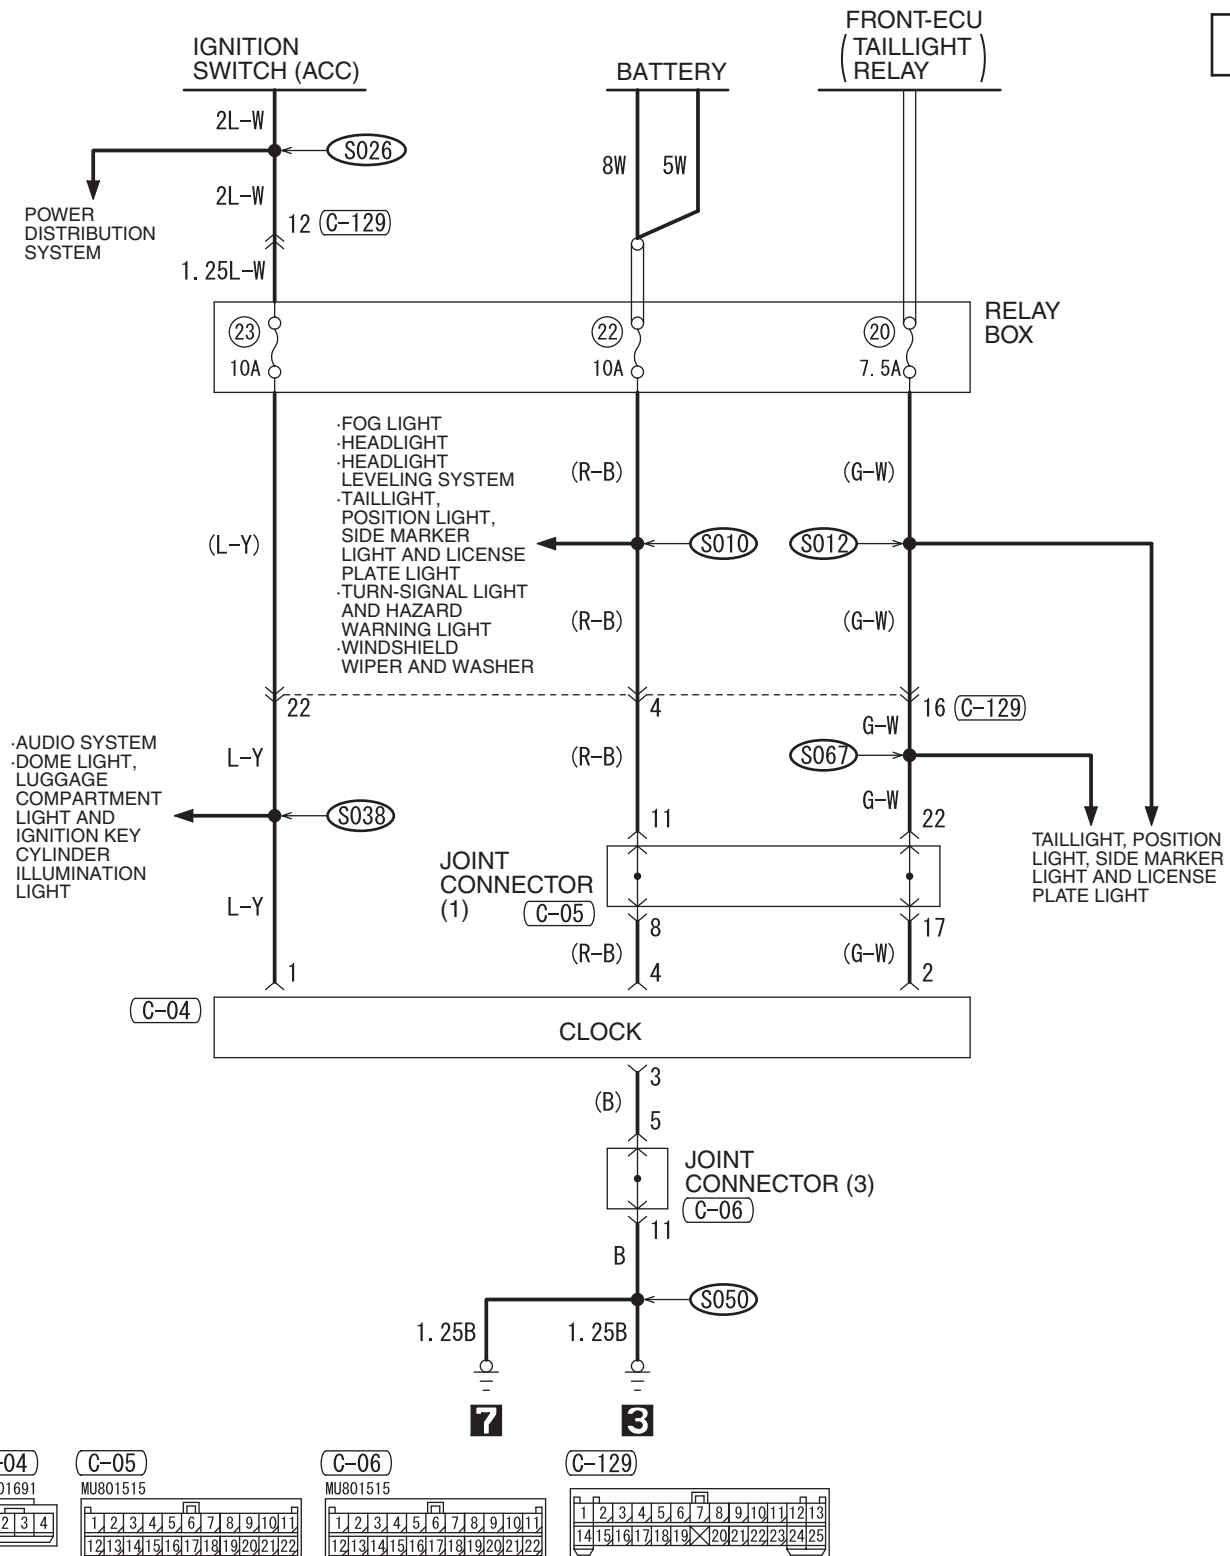 FRONT-ECU
(TAILLIGHT
RELAY)
IGNITION
SWITCH (ACC)
BATTERY
2L-W
S026
8W
5W
2L-W
12 (C-129)
POWER
DISTRIBUTION
SYSTEM
1.25L-W
RELAY
BOX
23
10A
22
10A
20
7.5A
·FOG LIGHT
·HEADLIGHT
·HEADLIGHT
LEVELING SYSTEM
·TAILLIGHT,
POSITION LIGHT,
SIDE MARKER
LIGHT AND LICENSE
PLATE LIGHT
·TURN-SIGNAL LIGHT
AND HAZARD
WARNING LIGHT
·WINDSHIELD
WIPER AND WASHER
(R-B)
(G-W)
(L-Y)
S010
S012
(R-B)
(G-W)
22
4
16 (C-129)
G-W
·AUDIO SYSTEM
·DOME LIGHT,
LUGGAGE
COMPARTMENT
LIGHT AND
IGNITION KEY
CYLINDER
ILLUMINATION
LIGHT
L-Y
(R-B)
S067
G-W
S038
11
22
TAILLIGHT, POSITION
LIGHT, SIDE MARKER
LIGHT AND LICENSE
PLATE LIGHT
JOINT
CONNECTOR
(1)
C-05
L-Y
8
17
(R-B)
(G-W)
1
4
2
C-04
CLOCK
3
(B)
5
JOINT
CONNECTOR (3)
C-06
11
B
S050
1.25B
1.25B
7
3
-04
01691
2 3 4
C-05
MU801515
1 2 3 4 5 6 7 8 9 10 11
12 13 14 15 16 17 18 19 20 21 22
C-06
MU801515
1 2 3 4 5 6 7 8 9 10 11
12 13 14 15 16 17 18 19 20 21 22
C-129
1 2 3 4 5 6 7 8 9 10 11 12 13
14 15 16 17 18 19 20 21 22 23 24 25